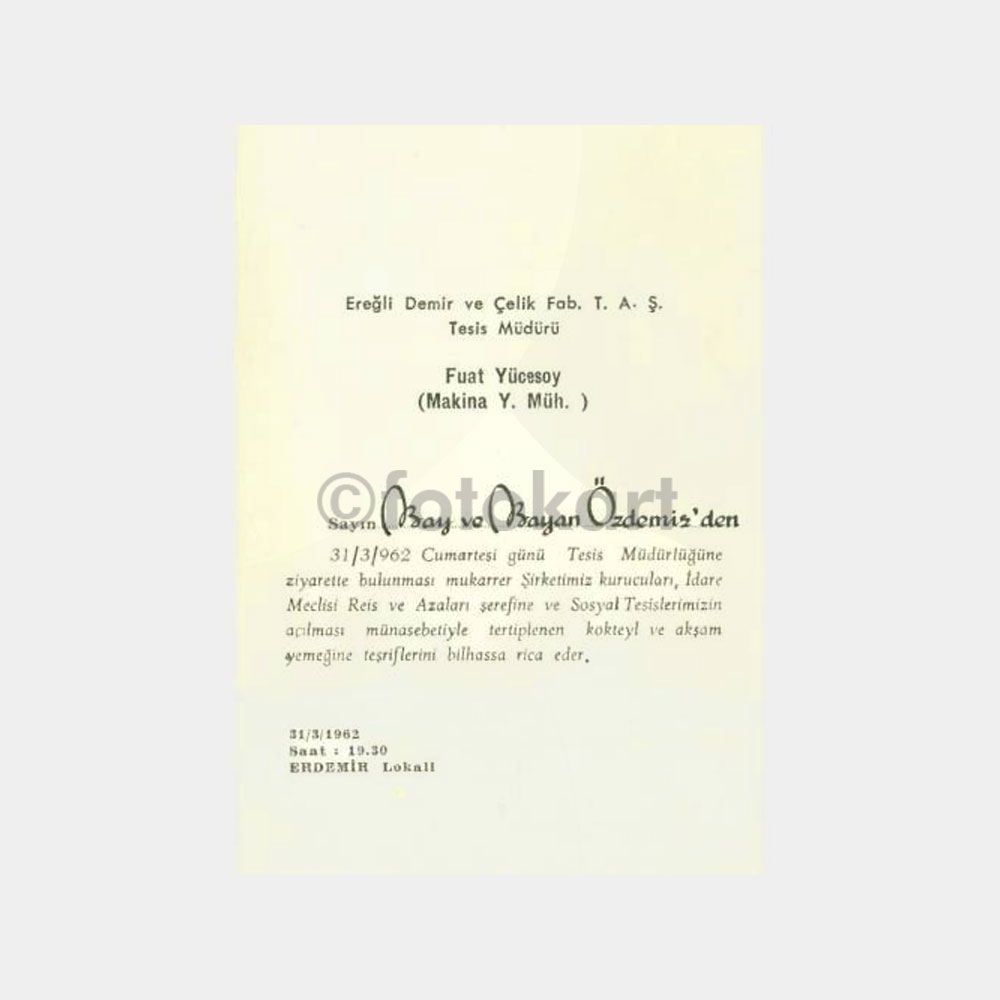 Ereğli Demir ve Çelik Fab. T. A. Ş.
Tesis Müdürü
Fuat Yücesoy
(Makina Y. Müh. )
©fotokart
Sayın Bay ve Bayan Özdemir'den
31/3/962 Cumartesi günü Tesis Müdürlüğüne
ziyarette bulunması mukarrer Şirketimiz kurucuları, İdare
Meclisi Reis ve Azaları şerefine ve Sosyal Tesislerimizin
açılması münasebetiyle tertiplenen kokteyl ve akşam
yemeğine teşriflerini bilhassa rica eder.
31/3/1962
Saat : 19.30
ERDEMİR Lokali